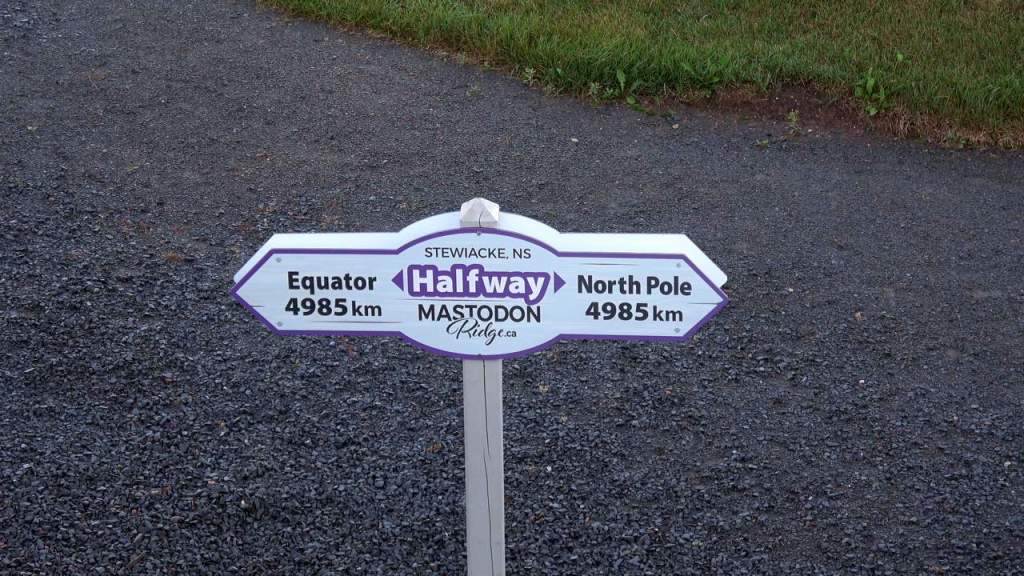 STEWIACKE, NS
Equator
4985 km
Halfway
MASTODON
Ridge.ca
North Pole
4985 km